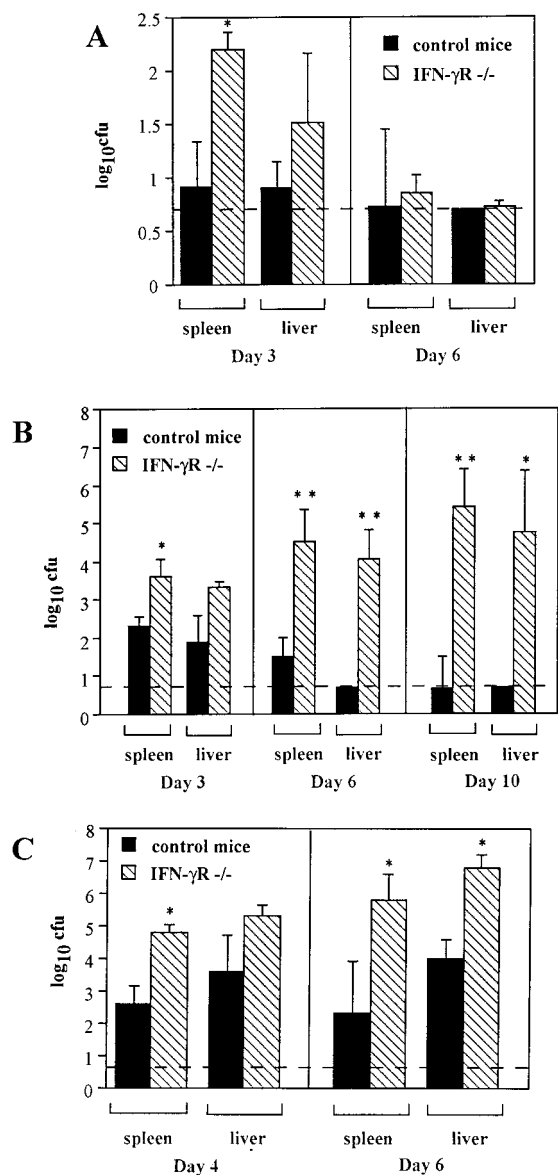 A
log10cfu
2.5
2
1.5
1
0.5
0
*
control mice
IFN-γR -/-
spleen
liver
spleen
liver
Day 3
Day 6
B
log10 cfu
8
7
6
5
4
3
2
1
0
control mice
IFN-γR -/-
*
* *
* *
* *
*
spleen
liver
spleen
liver
spleen
liver
Day 3
Day 6
Day 10
C
log10 cfu
8
7
6
5
4
3
2
1
0
control mice
IFN-γR -/-
*
*
*
spleen
liver
spleen
liver
Day 4
Day 6